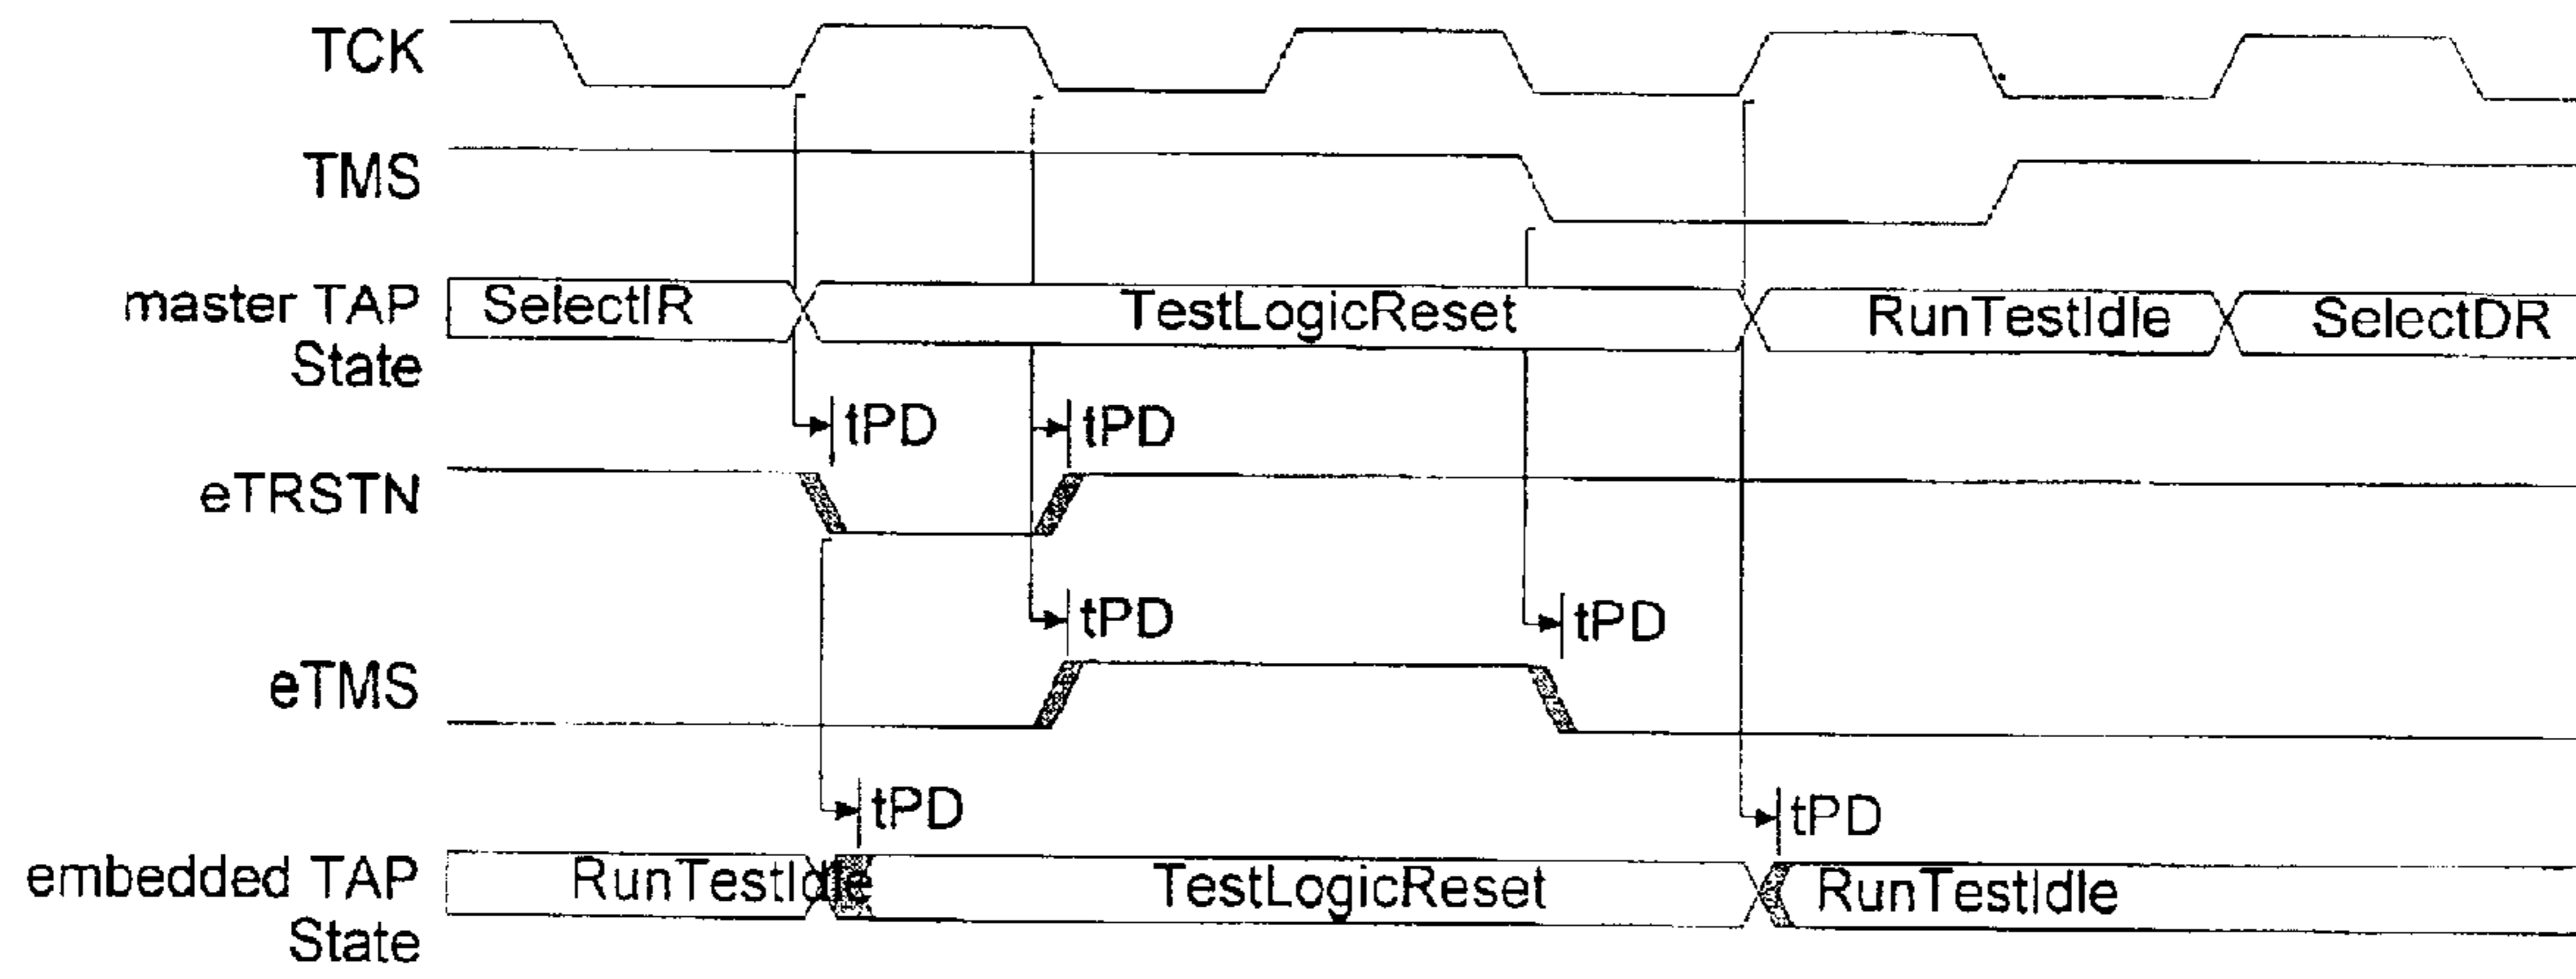 TCK
TMS
master TAP
State
SelectIR
TestLogicReset
RunTestIdle
SelectDR
tPD
tPD
eTRSTN
tPD
tPD
eTMS
tPD
tPD
embedded TAP
State
RunTestIdle
TestLogicReset
RunTestIdle